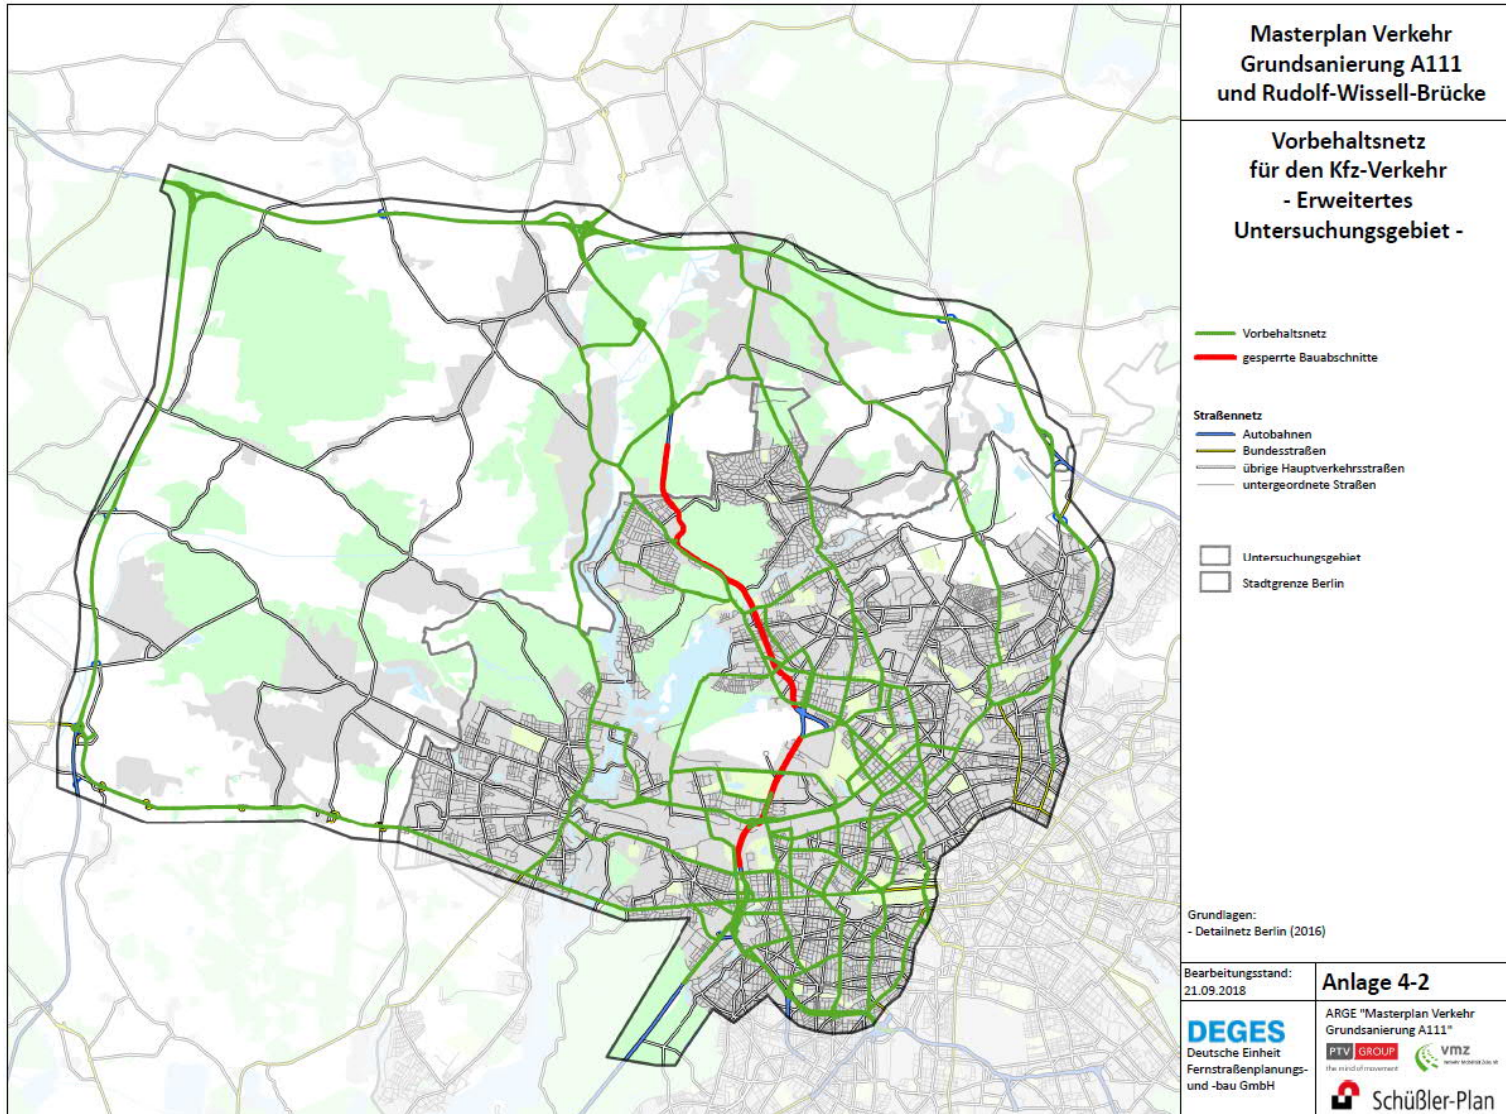 Masterplan Verkehr
Grundsanierung A111
und Rudolf-Wissell-Brücke
Vorbehaltsnetz
für den Kfz-Verkehr
- Erweitertes
Untersuchungsgebiet -
Vorbehaltsnetz
gesperrte Bauabschnitte
Straßennetz
Autobahnen
Bundesstraßen
übrige Hauptverkehrsstraßen
untergeordnete Straßen
Untersuchungsgebiet
Stadtgrenze Berlin
Grundlagen:
- Detailnetz Berlin (2016)
Bearbeitungsstand:
21.09.2018
Anlage 4-2
DEGES
Deutsche Einheit
Fernstraßenplanungs-
und -bau GmbH
ARGE "Masterplan Verkehr
Grundsanierung A111"
PTV GROUP
the mind of movement
vmz
Schüßler-Plan